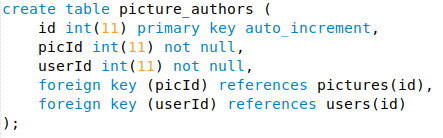 create table picture_authors (
    id int(11) primary key auto_increment,
    picId int(11) not null,
    userId int(11) not null,
    foreign key (picId) references pictures(id),
    foreign key (userId) references users(id)
);